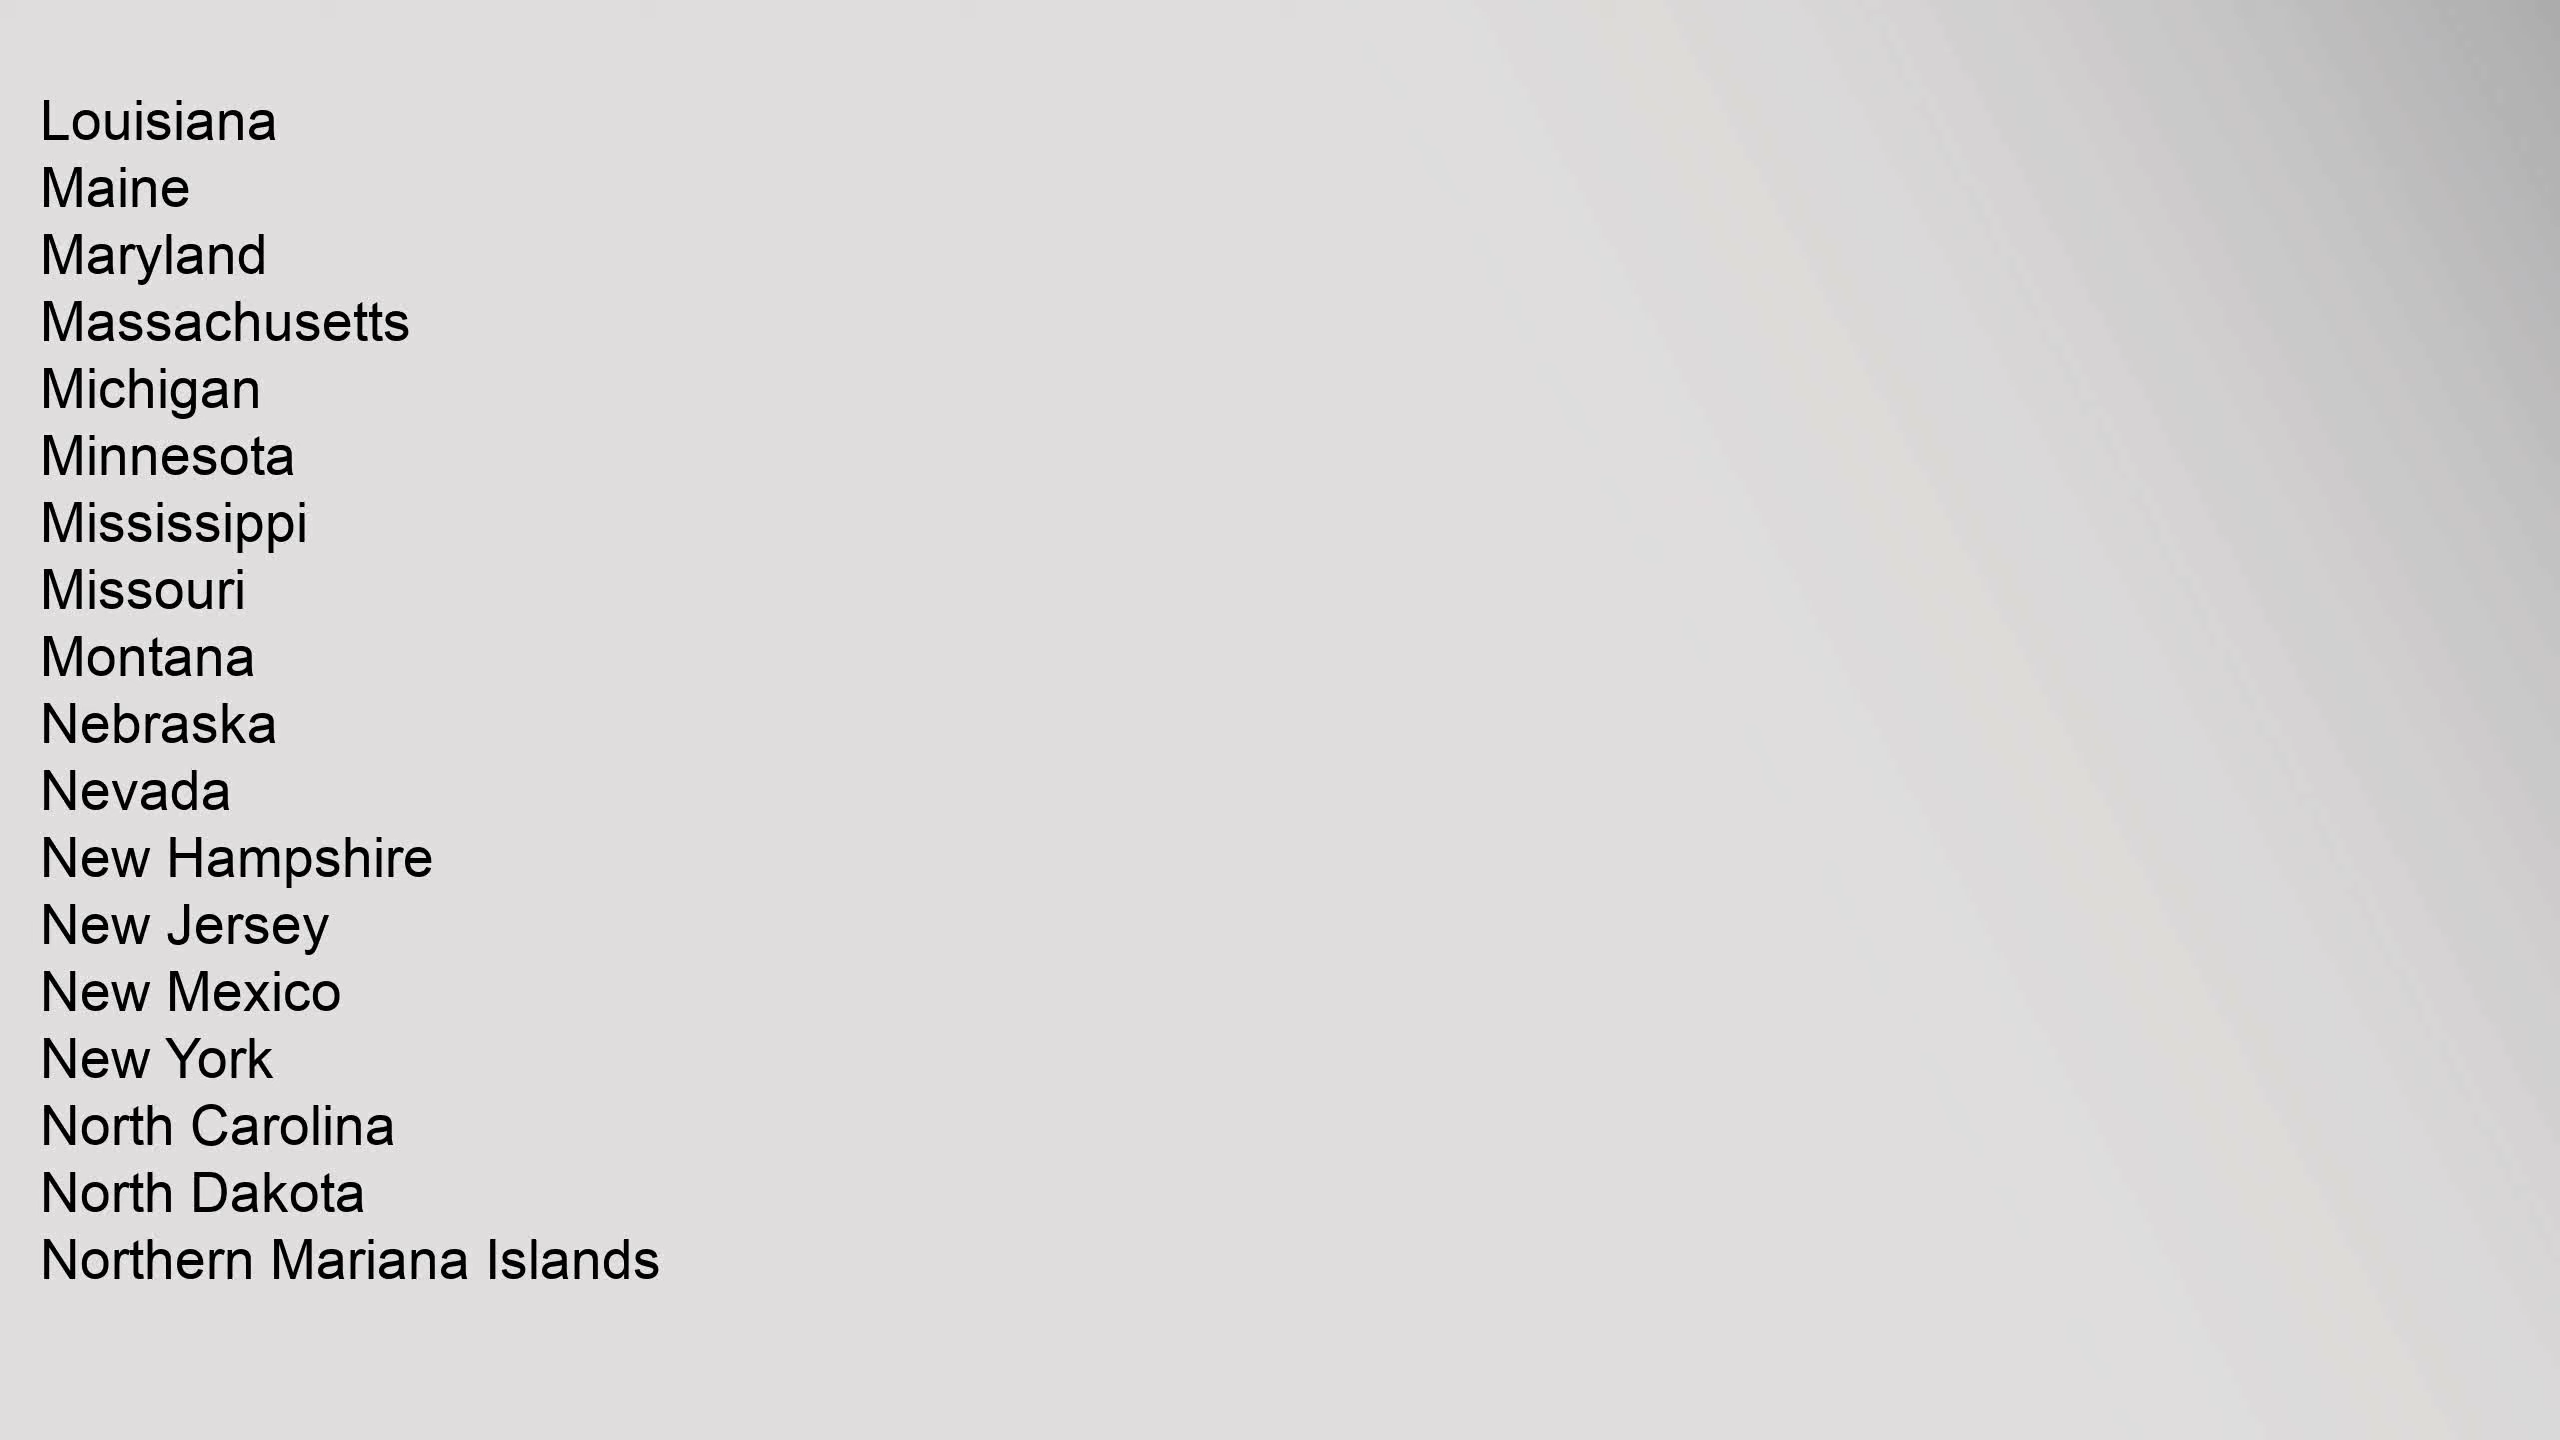 Louisiana
Maine
Maryland
Massachusetts
Michigan
Minnesota
Mississippi
Missouri
Montana
Nebraska
Nevada
New Hampshire
New Jersey
New Mexico
New York
North Carolina
North Dakota
Northern Mariana Islands